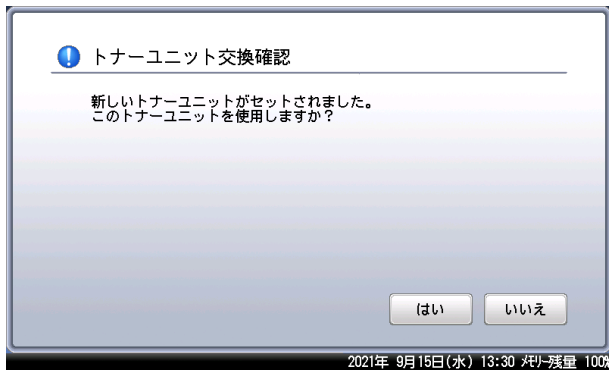 トナーユニット交換確認
新しいトナーユニットがセットされました。
このトナーユニットを使用しますか？
はい
いいえ
2021年 9月15日(水) 13:30 ﾒﾓﾘｰ残量 100%